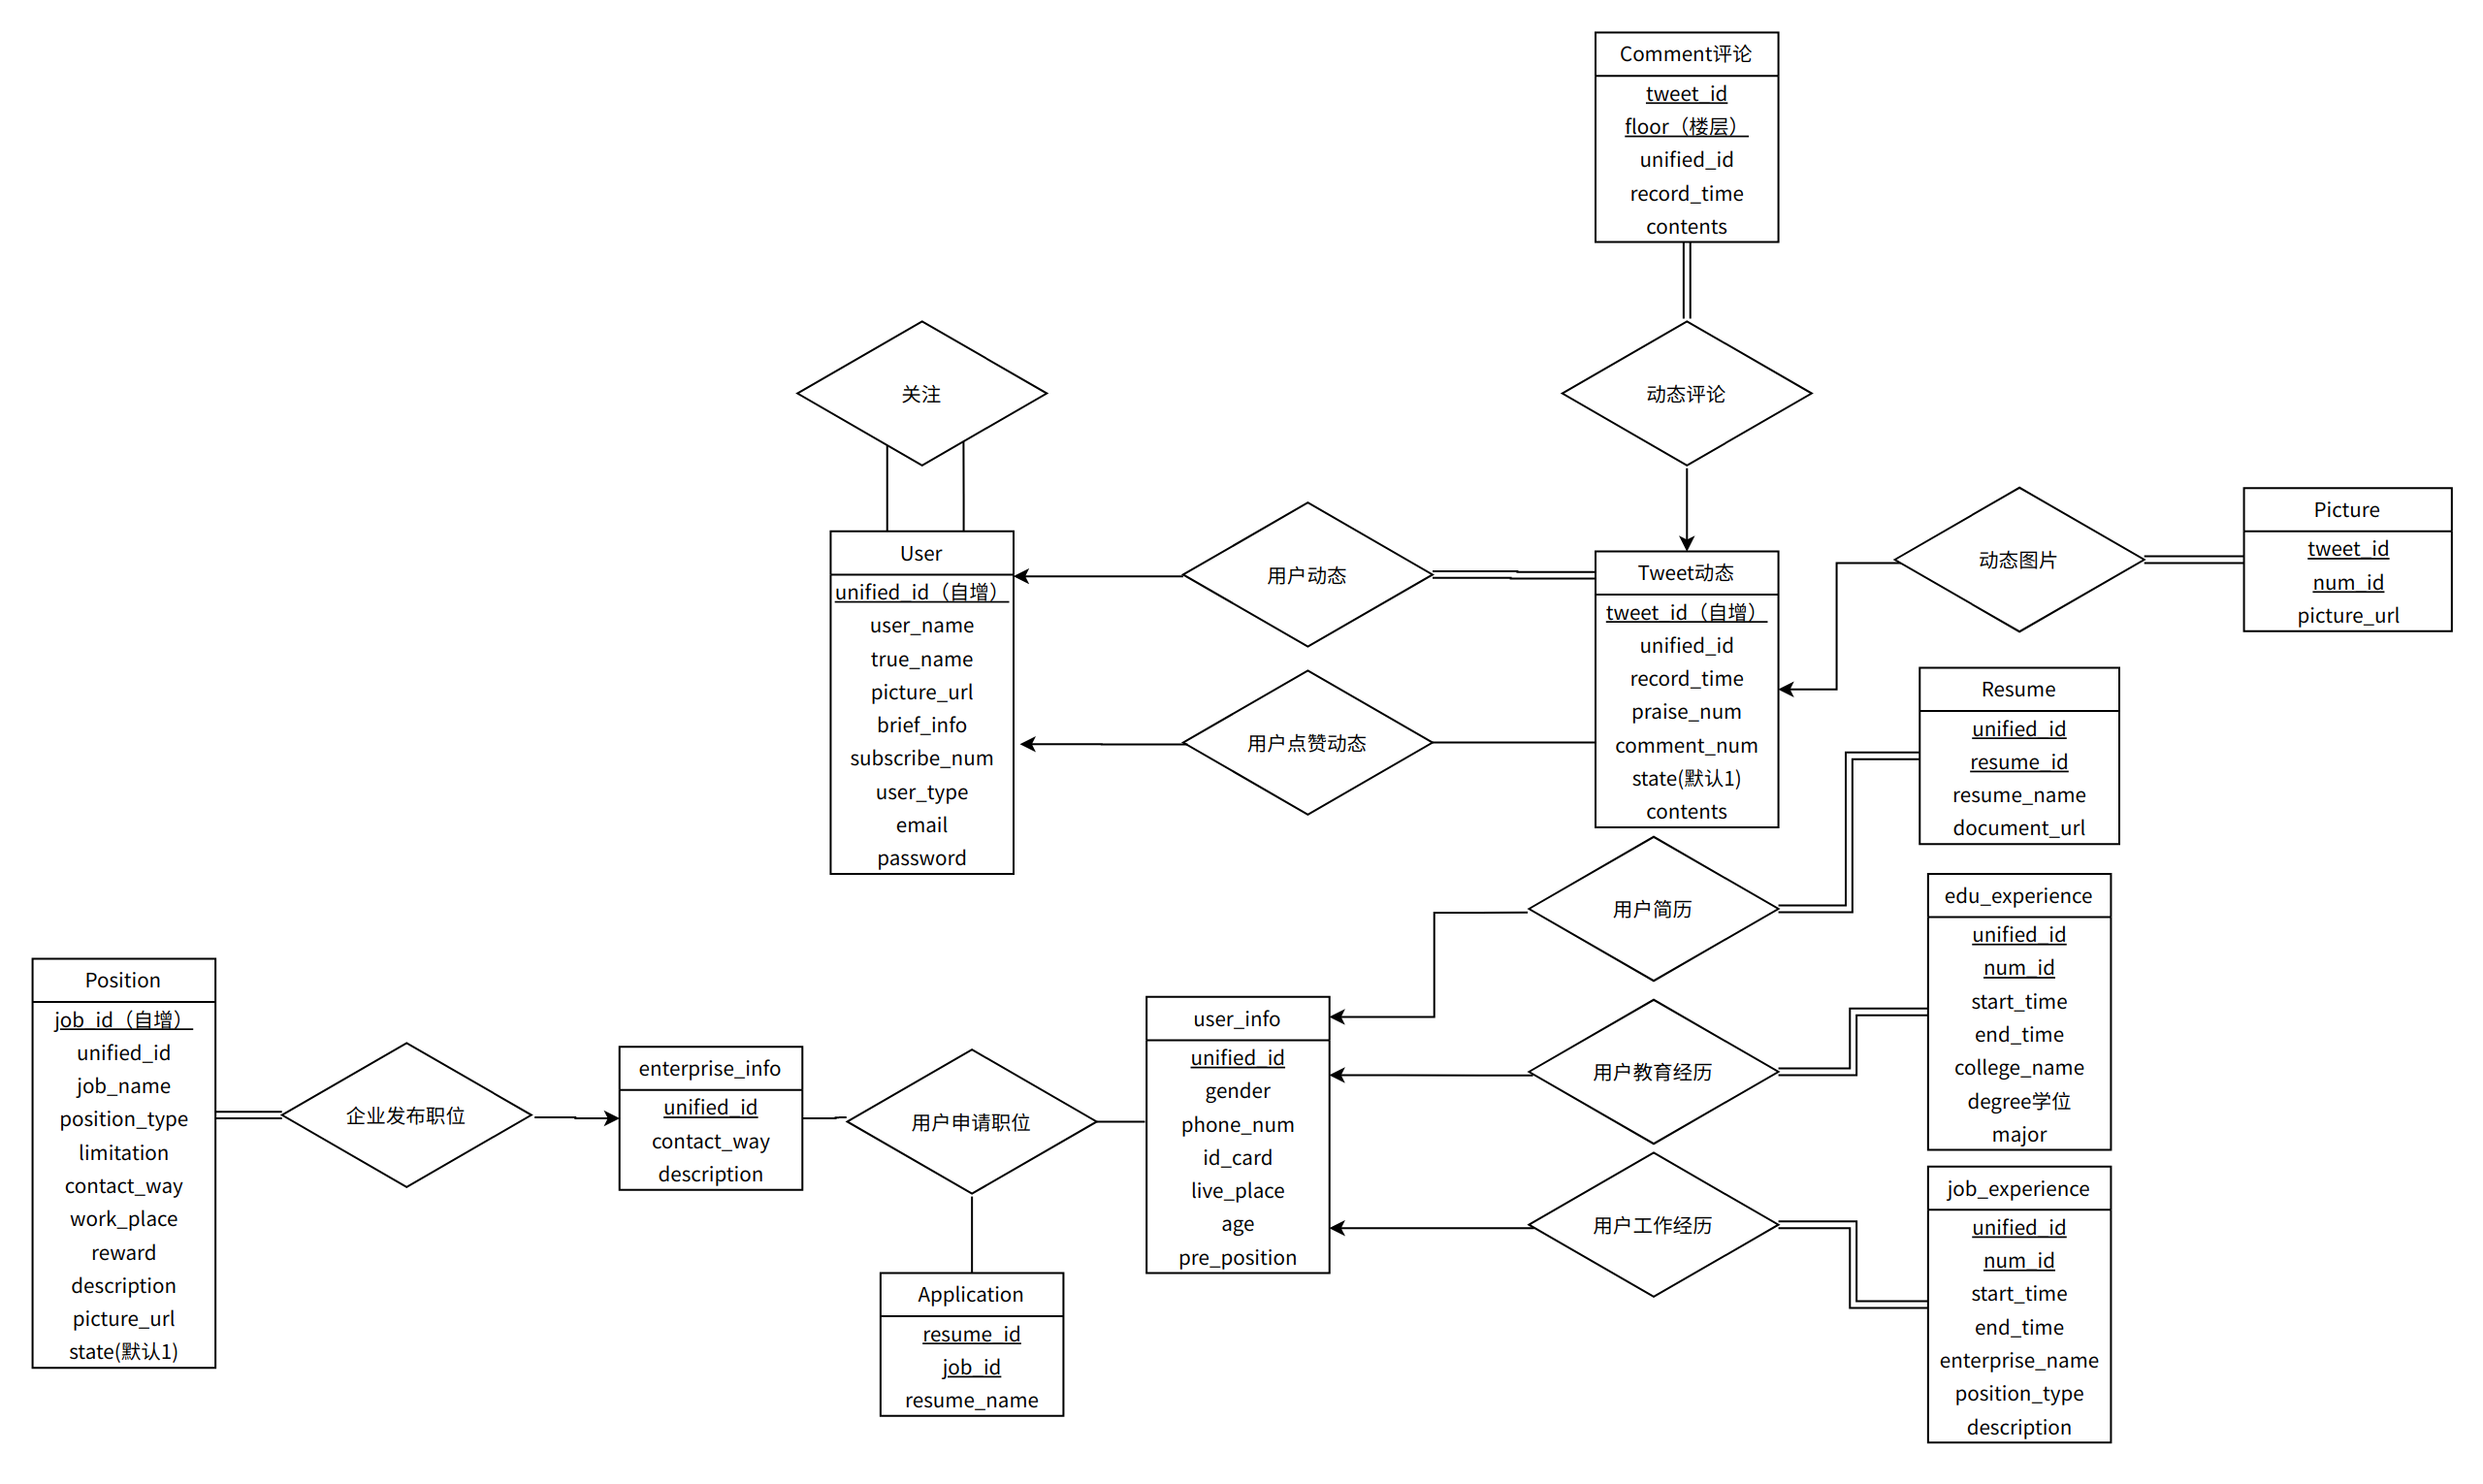 Comment评论
tweet_id
floor（楼层）
unified_id
record_time
contents
关注
动态评论
User
unified_id（自增）
user_name
true_name
picture_url
brief_info
subscribe_num
user_type
email
password
用户动态
用户点赞动态
Tweet动态
tweet_id（自增）
unified_id
record_time
praise_num
comment_num
state(默认1)
contents
动态图片
Picture
tweet_id
num_id
picture_url
Resume
unified_id
resume_id
resume_name
document_url
用户简历
edu_experience
unified_id
num_id
start_time
end_time
college_name
degree学位
major
Position
job_id（自增）
unified_id
job_name
position_type
limitation
contact_way
work_place
reward
description
picture_url
state(默认1)
企业发布职位
enterprise_info
unified_id
contact_way
description
用户申请职位
user_info
unified_id
gender
phone_num
id_card
live_place
age
pre_position
用户教育经历
用户工作经历
job_experience
unified_id
num_id
start_time
end_time
enterprise_name
position_type
description
Application
resume_id
job_id
resume_name